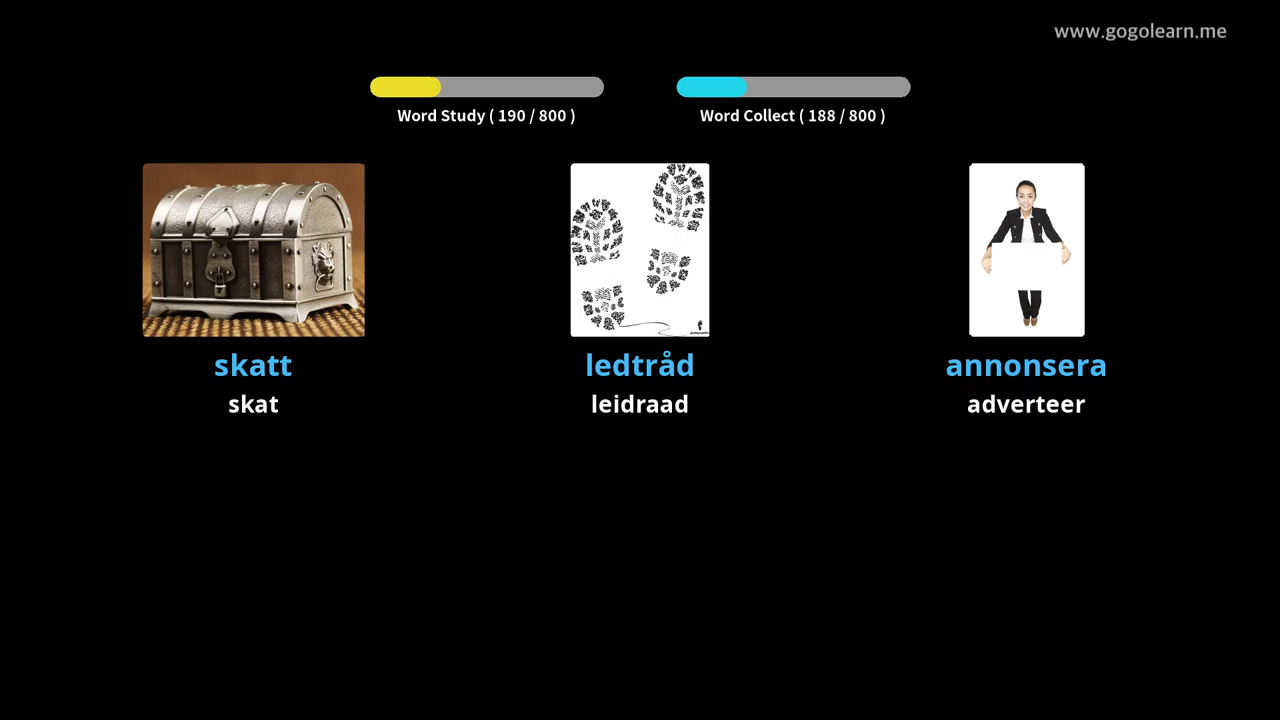 www.gogolearn.me
Word Study ( 190 / 800 )
Word Collect ( 188 / 800 )
skatt
ledtråd
annonsera
skat
leidraad
adverteer